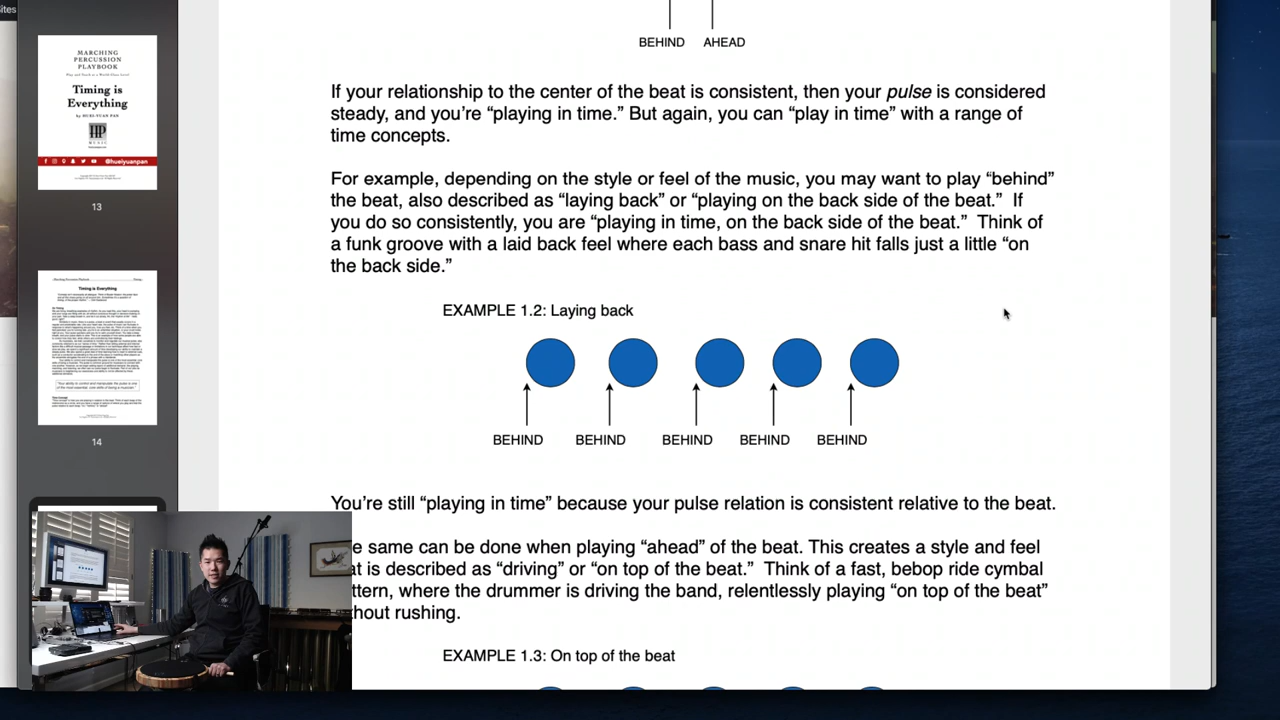 ites
BEHIND AHEAD
If your relationship to the center of the beat is consistent, then your pulse is considered
steady, and you're “playing in time.” But again, you can “play in time” with a range of
time concepts.
For example, depending on the style or feel of the music, you may want to play “behind”
the beat, also described as “laying back” or “playing on the back side of the beat.” If
you do so consistently, you are “playing in time, on the back side of the beat.” Think of
a funk groove with a laid back feel where each bass and snare hit falls just a little “on
the back side.”
EXAMPLE 1.2: Laying back
BEHIND BEHIND BEHIND BEHIND BEHIND
You're still “playing in time” because your pulse relation is consistent relative to the beat.
e same can be done when playing “ahead” of the beat. This creates a style and feel
at is described as “driving” or “on top of the beat.” Think of a fast, bebop ride cymbal
ttern, where the drummer is driving the band, relentlessly playing “on top of the beat”
hout rushing.
EXAMPLE 1.3: On top of the beat
MARCHING
PERCUSSION
PLAYBOOK
Timing is
Everything
by HUEI-YUAN PAN
HP
MUSIC
@hueiyuanpan
13
Timing is Everything
14